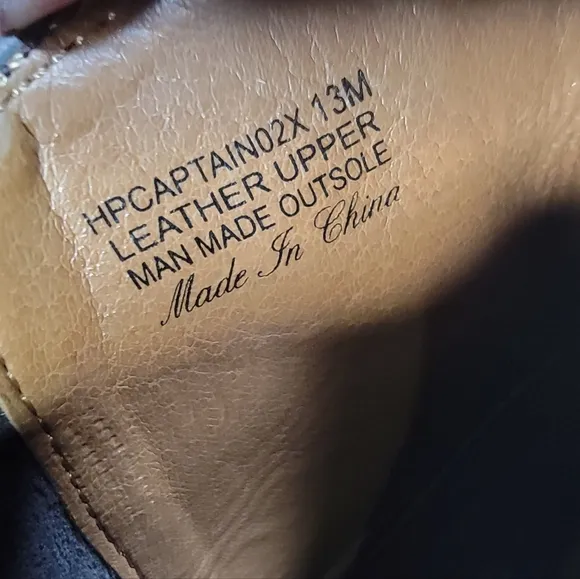 HPCAPTAIN02X 13M
LEATHER UPPER
MAN MADE OUTSOLE
Made In China